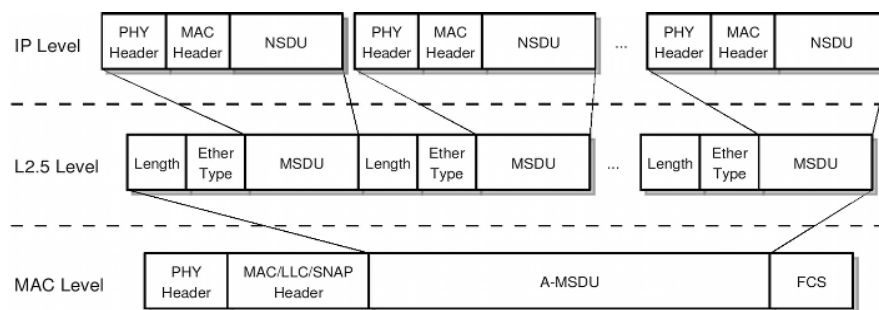 IP Level PHY Header MAC Header NSDU PHY Header MAC Header NSDU ... PHY Header MAC Header NSDU
L2.5 Level Length Ether Type MSDU Length Ether Type MSDU ... Length Ether Type MSDU
MAC Level PHY Header MAC/LLC/SNAP Header A-MSDU FCS